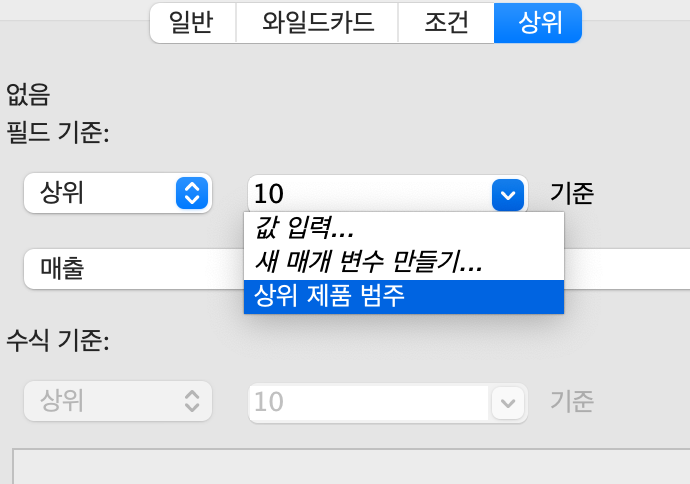 일반 와일드카드 조건 상위
없음
필드 기준:
상위 10 기준
값 입력...
새 매개 변수 만들기...
상위 제품 범주
매출
수식 기준:
상위 10 기준